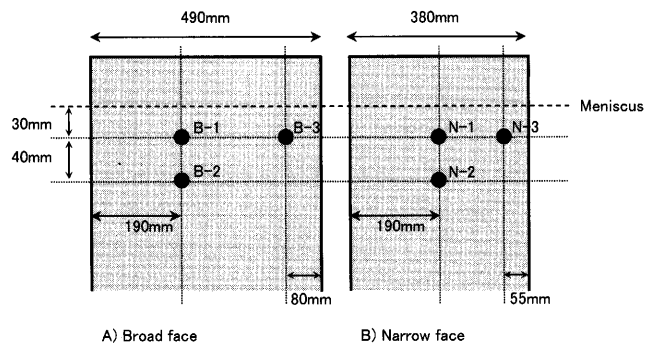 490mm 380mm
Meniscus
30mm
B-1 B-3 N-1 N-3
40mm
B-2 N-2
190mm 190mm
80mm 55mm
A) Broad face B) Narrow face